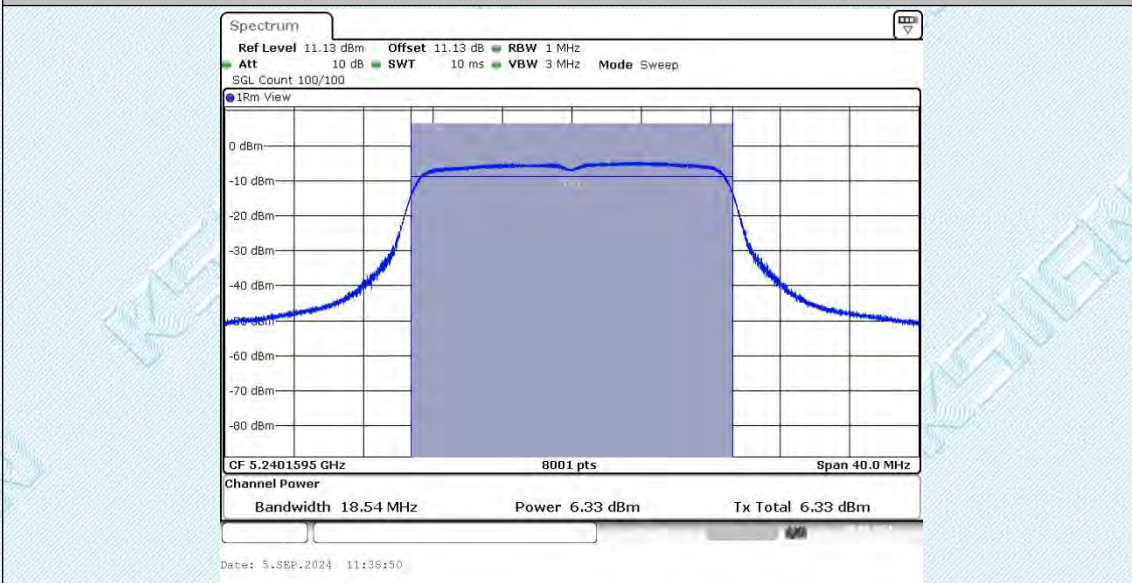 Spectrum
Ref Level 11.13 dBm Offset 11.13 dB RBW 1 MHz
Att 10 dB SWT 10 ms VBW 3 MHz Mode Sweep
SGL Count 100/100
1Rm View
0 dBm
-10 dBm
-20 dBm
-30 dBm
-40 dBm
-50 dBm
-60 dBm
-70 dBm
-80 dBm
CF 5.2401595 GHz 8001 pts Span 40.0 MHz
Channel Power
Bandwidth 18.54 MHz Power 6.33 dBm Tx Total 6.33 dBm
Date: 5.SEP.2024 11:38:50